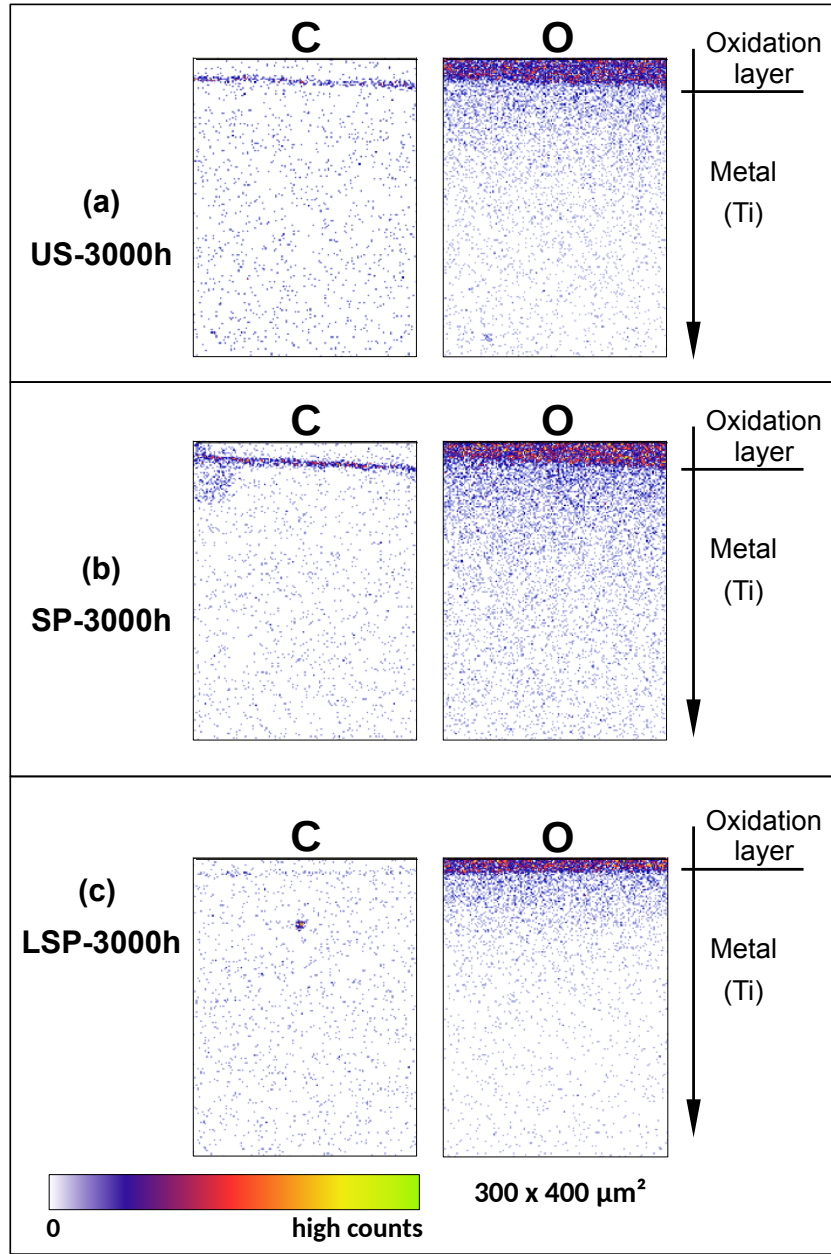 C
O
Oxidation
layer
(a)
US-3000h
Metal
(Ti)
C
O
Oxidation
layer
(b)
SP-3000h
Metal
(Ti)
C
O
Oxidation
layer
(c)
LSP-3000h
Metal
(Ti)
0
high counts
300 x 400 µm²